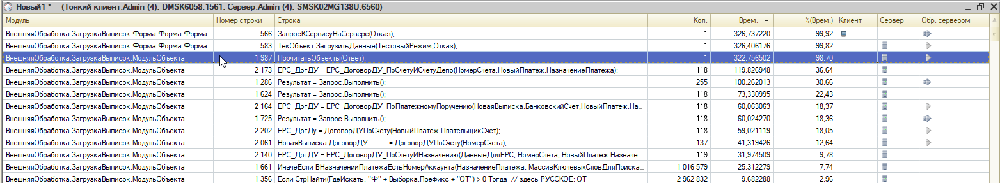 Новый1 * (Тонкий клиент:Admin (4), DMSK6058:1561; Сервер:Admin (4), SMSK02MG138U:6560)
Модуль Номер строки Строка Кол. Врем. %(Врем.) Клиент Сервер Обр. сервером
ВнешняяОбработка.ЗагрузкаВыписок.Форма.Форма.Форма 566 ЗапросКСервисуНаСервере(Отказ); 1 326,737220 99,92
ВнешняяОбработка.ЗагрузкаВыписок.Форма.Форма.Форма 583 ТекОбъект.ЗагрузитьДанные(ТестовыйРежим,Отказ); 1 326,406176 99,82
ВнешняяОбработка.ЗагрузкаВыписок.МодульОбъекта 1 987 ПрочитатьОбъекты(Ответ); 1 322,756502 98,70
ВнешняяОбработка.ЗагрузкаВыписок.МодульОбъекта 2 173 ЕРС_ДогДУ = ЕРС_ДоговорДУ_ПоСчетуИСчетуДепо(НомерСчета,НовыйПлатеж.НазначениеПлатежа); 118 119,826948 36,64
ВнешняяОбработка.ЗагрузкаВыписок.МодульОбъекта 1 286 Результат = Запрос.Выполнить(); 255 100,262013 30,66
ВнешняяОбработка.ЗагрузкаВыписок.МодульОбъекта 1 624 Результат = Запрос.Выполнить(); 118 73,330995 22,43
ВнешняяОбработка.ЗагрузкаВыписок.МодульОбъекта 2 164 ЕРС_ДогДУ = ЕРС_ДоговорДУ_ПоПлатежномуПоручению(НоваяВыписка.БанковскийСчет,НовыйПлатеж.На... 118 60,063063 18,37
ВнешняяОбработка.ЗагрузкаВыписок.МодульОбъекта 1 725 Результат = Запрос.Выполнить(); 118 60,024270 18,36
ВнешняяОбработка.ЗагрузкаВыписок.МодульОбъекта 2 202 ЕРС_ДогДу = ДоговорДУПоСчету(НовыйПлатеж.ПлательщикСчет); 118 59,021119 18,05
ВнешняяОбработка.ЗагрузкаВыписок.МодульОбъекта 2 061 НоваяВыписка.ДоговорДУ = ДоговорДУПоСчету(НомерСчета); 137 41,319426 12,64
ВнешняяОбработка.ЗагрузкаВыписок.МодульОбъекта 2 140 ЕРС_ДогДУ = ЕРС_ДоговорДУ_ПоСчетуИНазначению(ДанныеДляЕРС, НомерСчета, НовыйПлатеж.Назначе... 119 31,974509 9,78
ВнешняяОбработка.ЗагрузкаВыписок.МодульОбъекта 1 661 ИначеЕсли ВНазначенииПлатежаЕстьНомерАккаунта(НазначениеПлатежа, МассивКлючевыхСловДляПоиска... 1 016 579 25,312279 7,74
ВнешняяОбработка.ЗагрузкаВыписок.МодульОбъекта 1 356 Если СтрНайти(ГдеИскать, "Ф" + Выборка.Префикс + "ОТ") > 0 Тогда // здесь РУССКОЕ: ОТ 2 962 832 9,682288 2,96